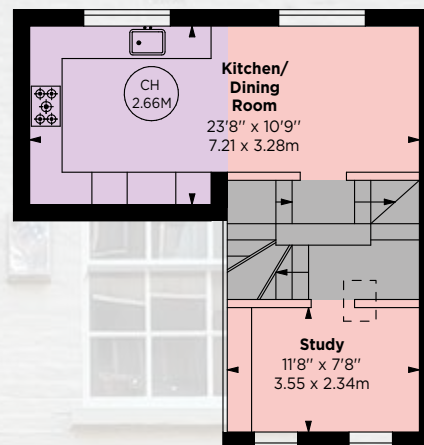 Kitchen/
Dining
Room
23'8'' x 10'9''
7.21 x 3.28m
CH
2.66M
Study
11'8'' x 7'8''
3.55 x 2.34m